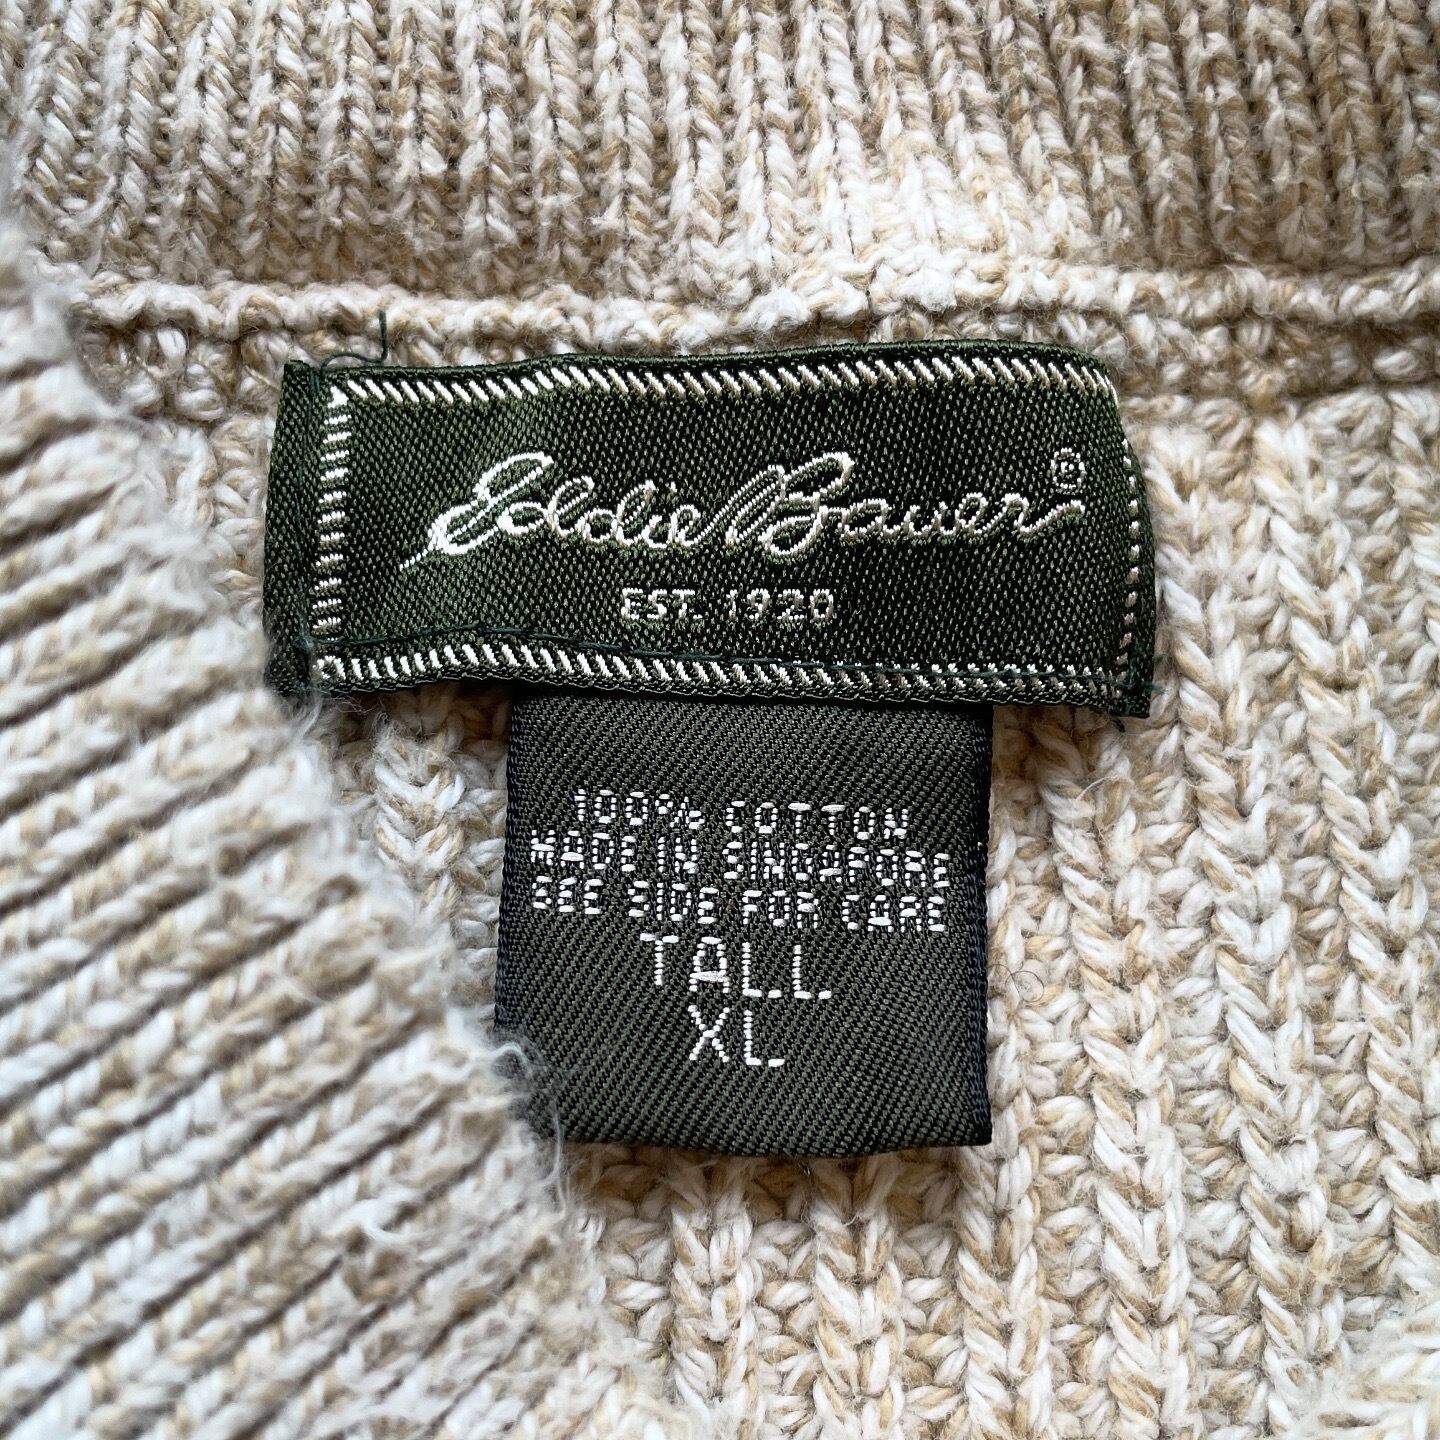 Eddie Bauer®
EST. 1920
100% COTTON
MADE IN SINGAPORE
SEE SIDE FOR CARE
TALL
XL